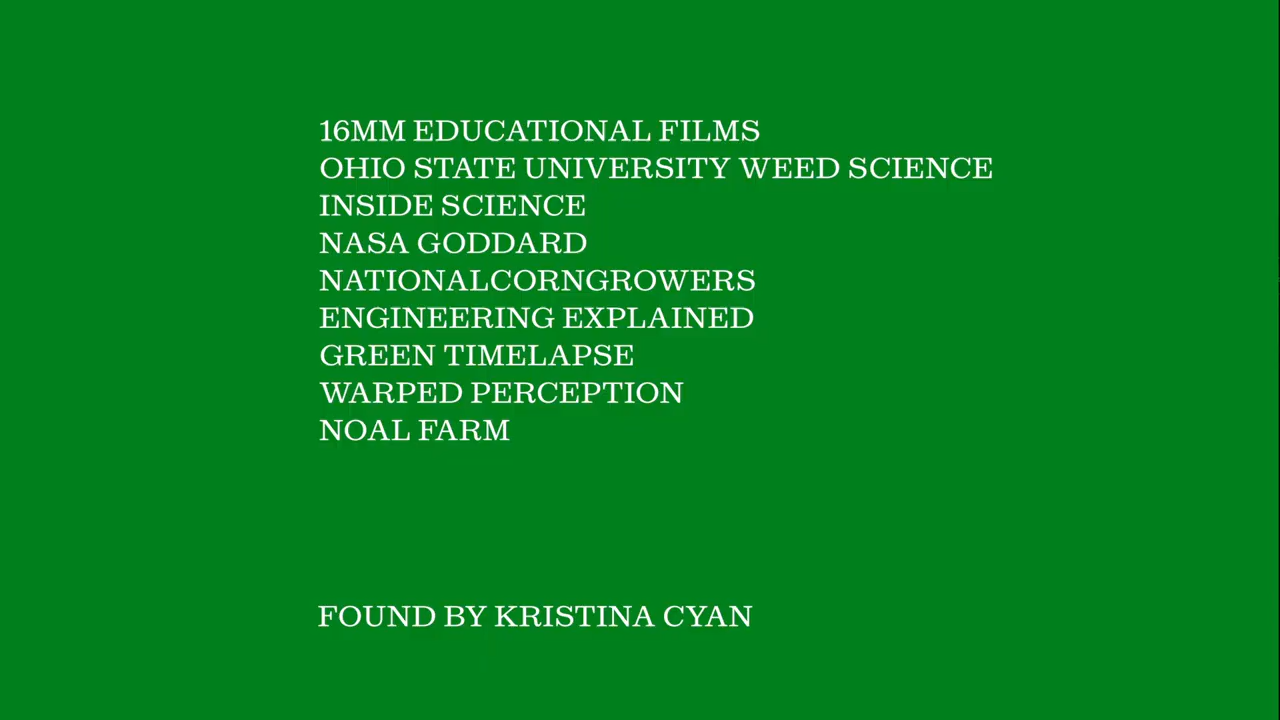 16MM EDUCATIONAL FILMS
OHIO STATE UNIVERSITY WEED SCIENCE
INSIDE SCIENCE
NASA GODDARD
NATIONALCORNGROWERS
ENGINEERING EXPLAINED
GREEN TIMELAPSE
WARPED PERCEPTION
NOAL FARM
FOUND BY KRISTINA CYAN